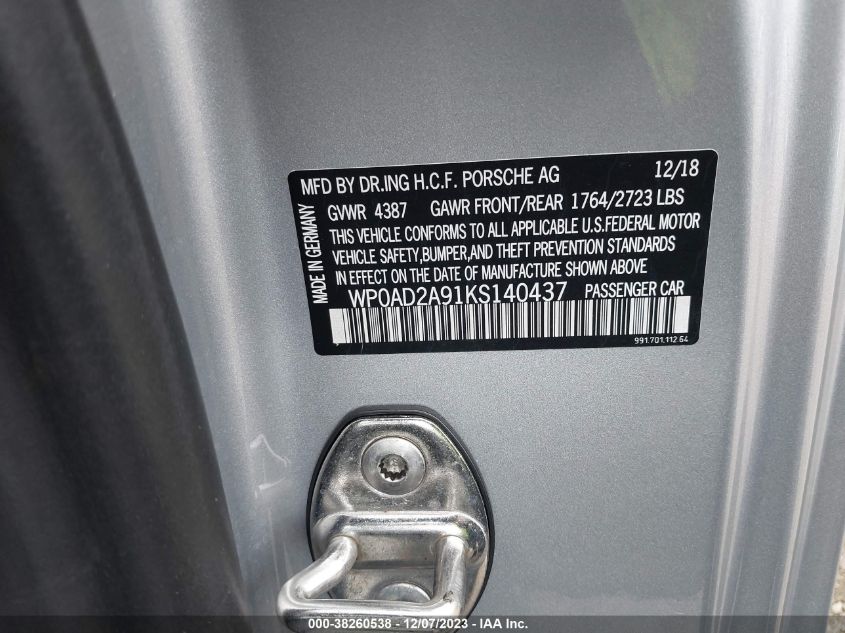 MFD BY DR.ING H.C.F. PORSCHE AG 12/18
GVWR 4387 GAWR FRONT/REAR 1764/2723 LBS
THIS VEHICLE CONFORMS TO ALL APPLICABLE U.S.FEDERAL MOTOR
VEHICLE SAFETY,BUMPER,AND THEFT PREVENTION STANDARDS
IN EFFECT ON THE DATE OF MANUFACTURE SHOWN ABOVE
MADE IN GERMANY
WP0AD2A91KS140437 PASSENGER CAR
991.701.112.64
000-38260538 - 12/07/2023 - IAA Inc.